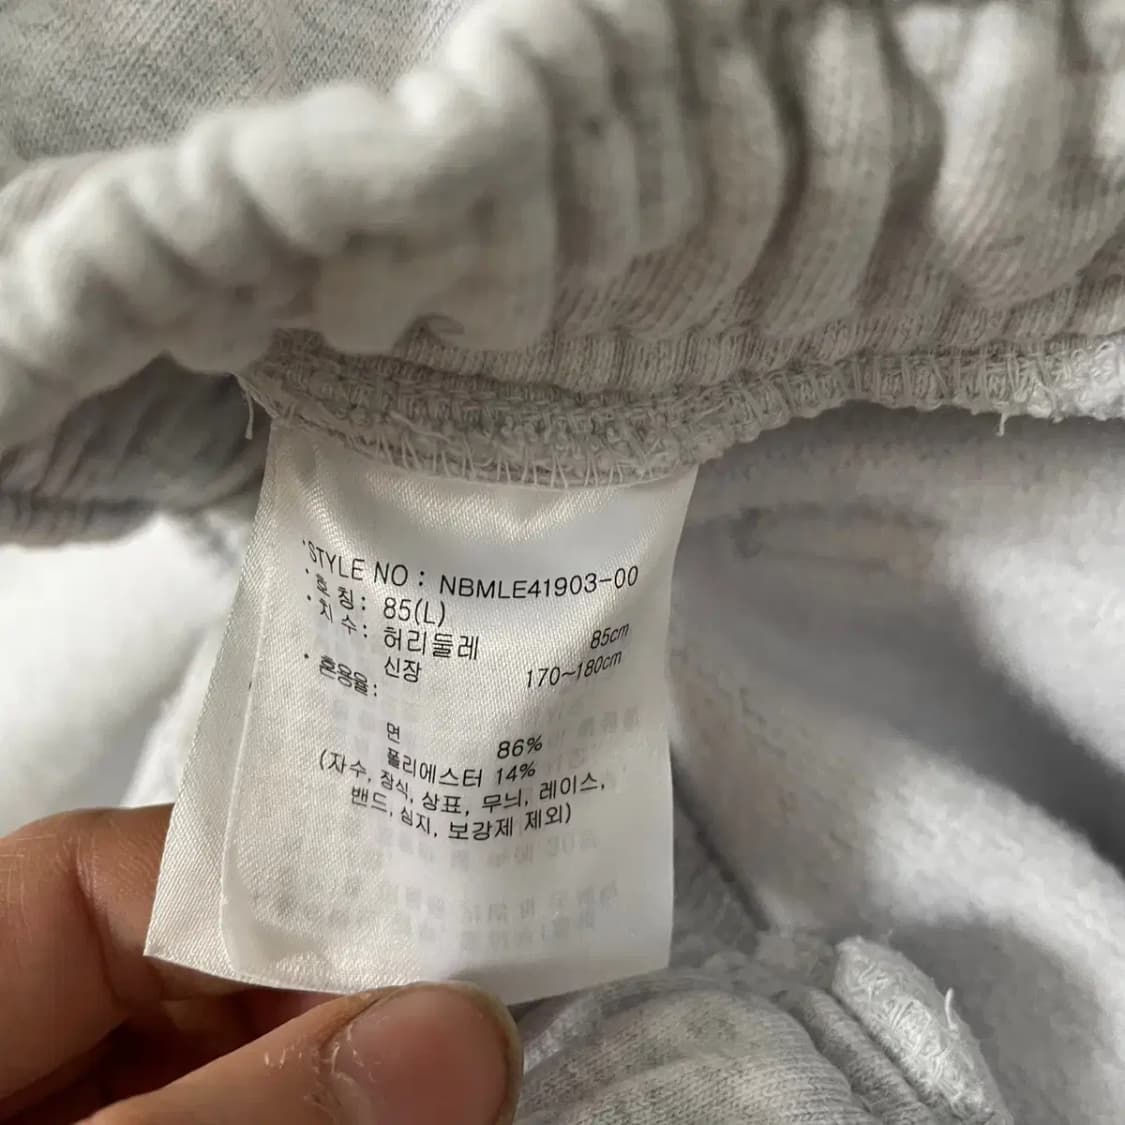 ·STYLE NO : NBMLE41903-00
·호 칭 : 85(L)
·치 수 : 허리둘레 85cm
신장 170~180cm
·혼용율 :
면 86%
폴리에스터 14%
(자수, 장식, 상표, 무늬, 레이스,
밴드, 심지, 보강제 제외)